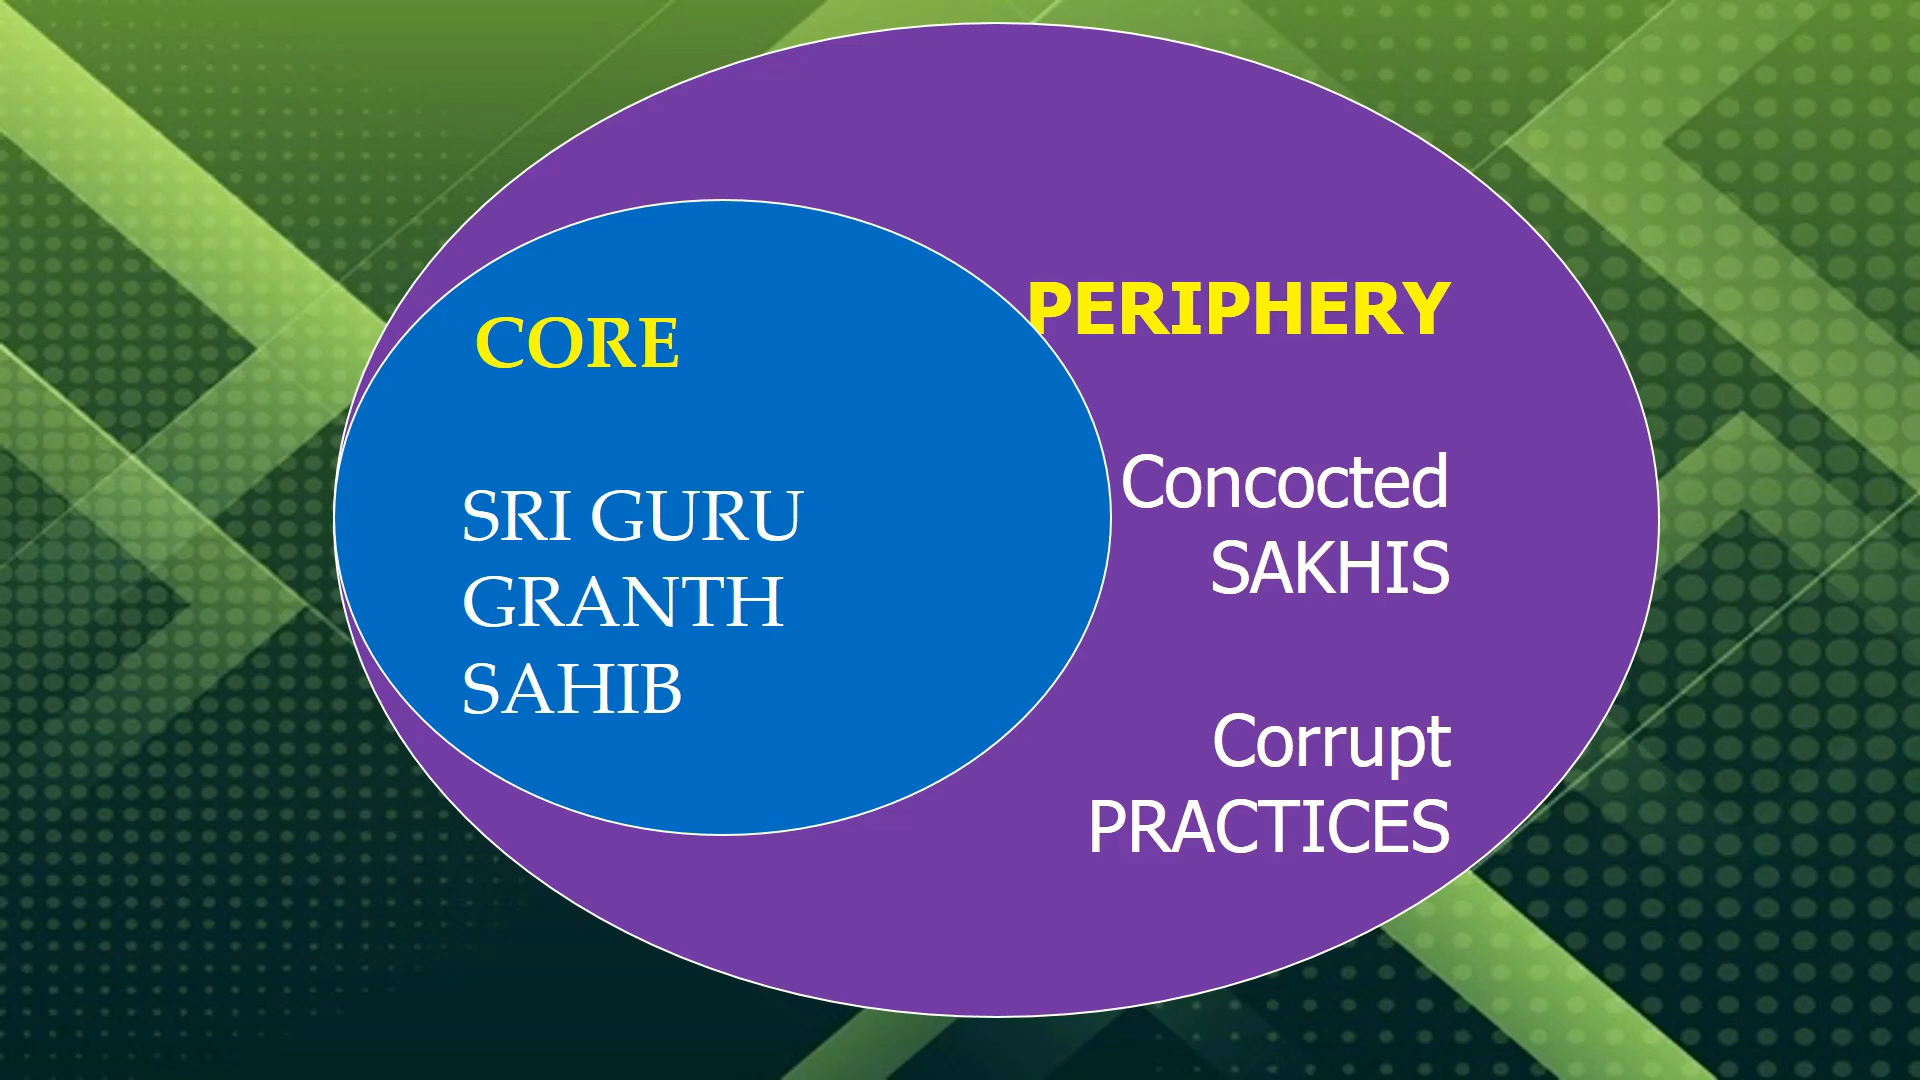 CORE
SRI GURU
GRANTH
SAHIB
PERIPHERY
Concocted
SAKHIS
Corrupt
PRACTICES